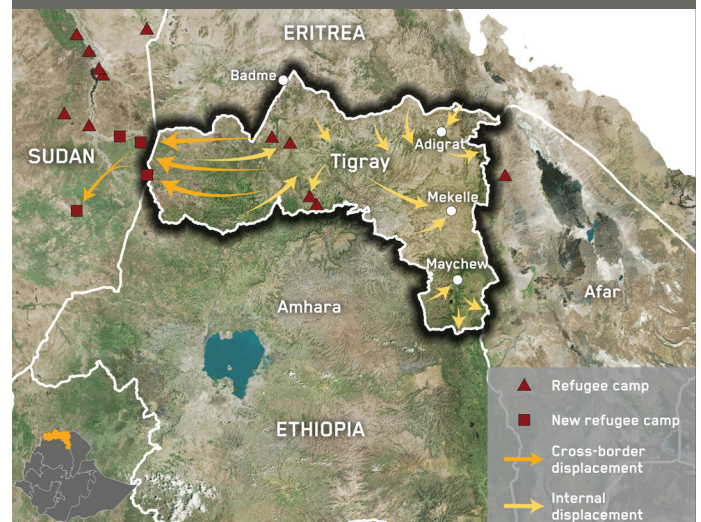 ERITREA
Badme
SUDAN
Adigrat
Tigray
Mekelle
Maychew
Amhara
Afar
ETHIOPIA
Refugee camp
New refugee camp
Cross-border
displacement
Internal
displacement